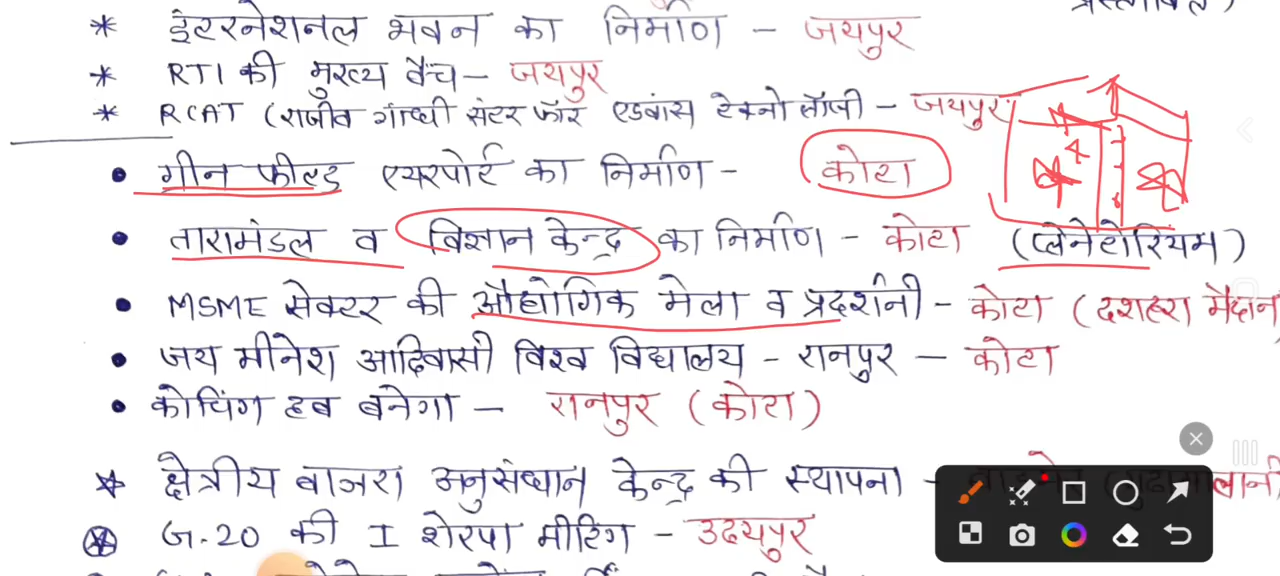 * इंटरनेशनल भवन का निर्माण - जयपुर
* RTI की मुख्य बैंच - जयपुर
* RCAT (राजीव गांधी सेंटर फॉर एडवांस टेक्नोलॉजी - जयपुर
• ग्रीन फील्ड एयरपोर्ट का निर्माण - कोटा
• तारामंडल व विज्ञान केन्द्र का निर्माण - कोटा (प्लेनेटोरियम)
• MSME सेक्टर की औद्योगिक मेला व प्रदर्शनी - कोटा (दशहरा मैदान
• जय मीनेश आदिवासी विश्व विद्यालय - रानपुर - कोटा
• कोचिंग हब बनेगा - रानपुर (कोटा)
* क्षेत्रीय बाजरा अनुसंधान केन्द्र की स्थापना -
G.20 की I शेरपा मीटिंग - उदयपुर